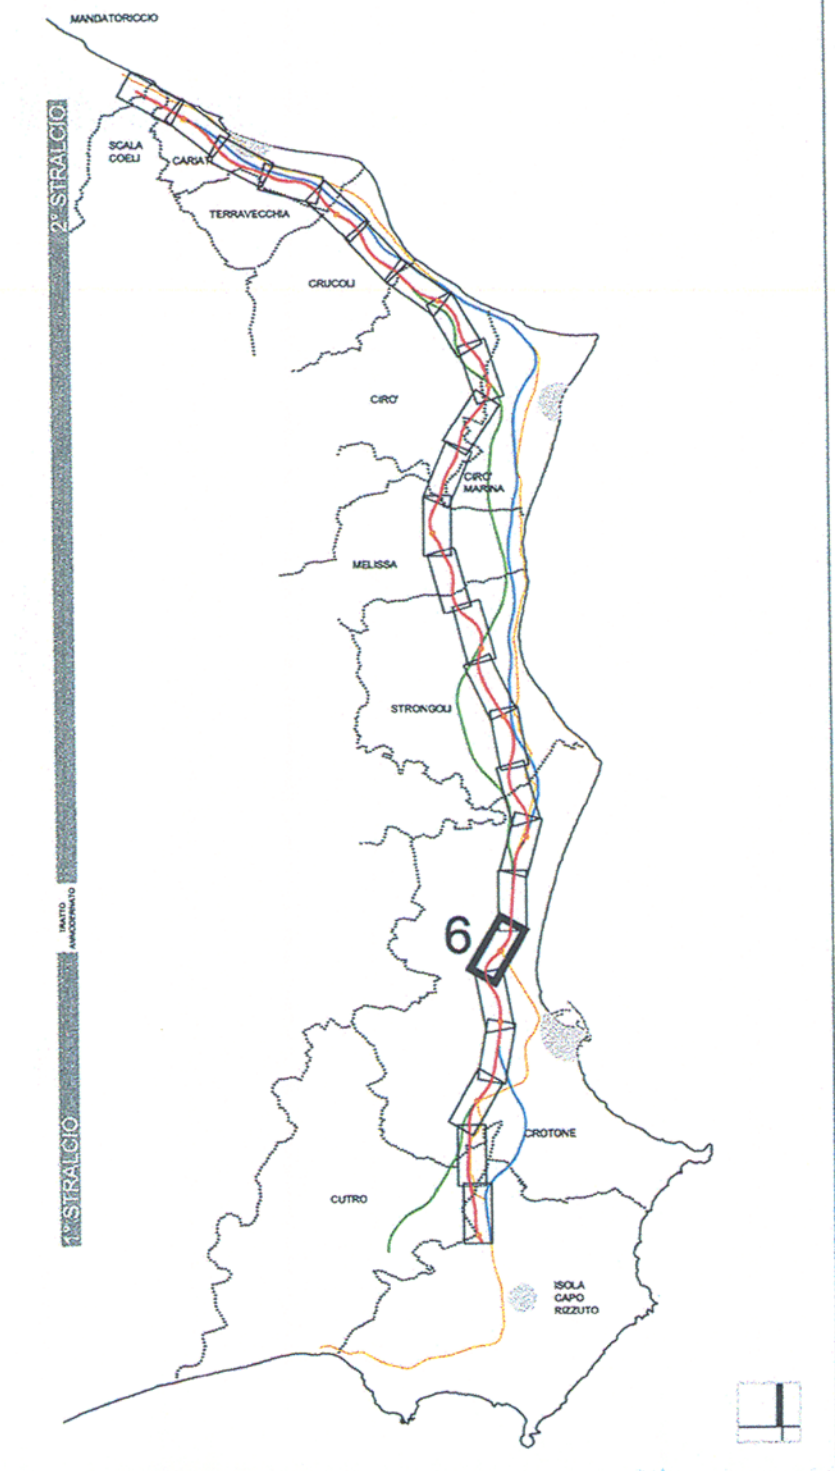 MANDATORICCIO
2° STRALCIO
SCALA
COELI
CARIATI
TERRAVECCHIA
CRUCOLI
CIRO'
CIRO'
MARINA
MELISSA
STRONGOLI
TRATTO
AMMODERNATO
6
1° STRALCIO
CROTONE
CUTRO
ISOLA
CAPO
RIZZUTO